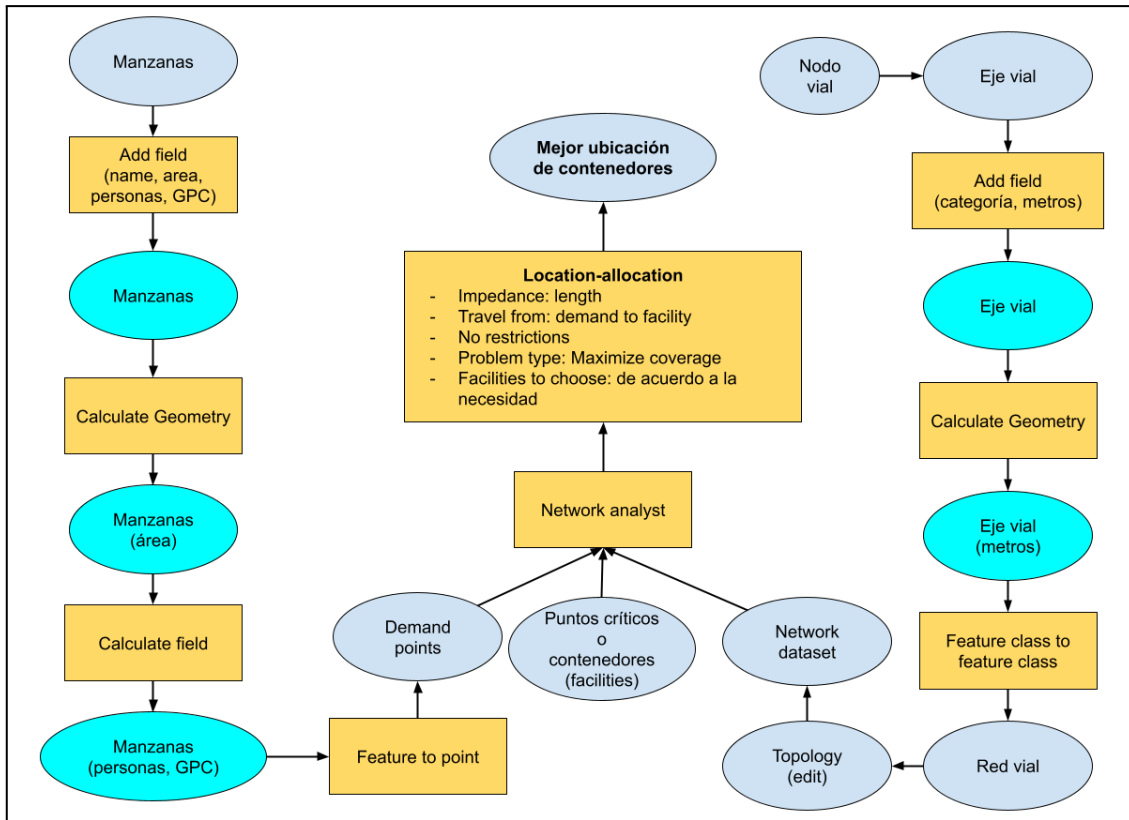 Manzanas
Add field
(name, area,
personas, GPC)
Manzanas
Calculate Geometry
Manzanas
(área)
Calculate field
Manzanas
(personas, GPC)
Feature to point
Demand
points
Puntos críticos
o
contenedores
(facilities)
Network
dataset
Network analyst
Location-allocation
- Impedance: length
- Travel from: demand to facility
- No restrictions
- Problem type: Maximize coverage
- Facilities to choose: de acuerdo a la
necesidad
Mejor ubicación
de contenedores
Nodo
vial
Eje vial
Add field
(categoría, metros)
Eje vial
Calculate Geometry
Eje vial
(metros)
Feature class to
feature class
Red vial
Topology
(edit)